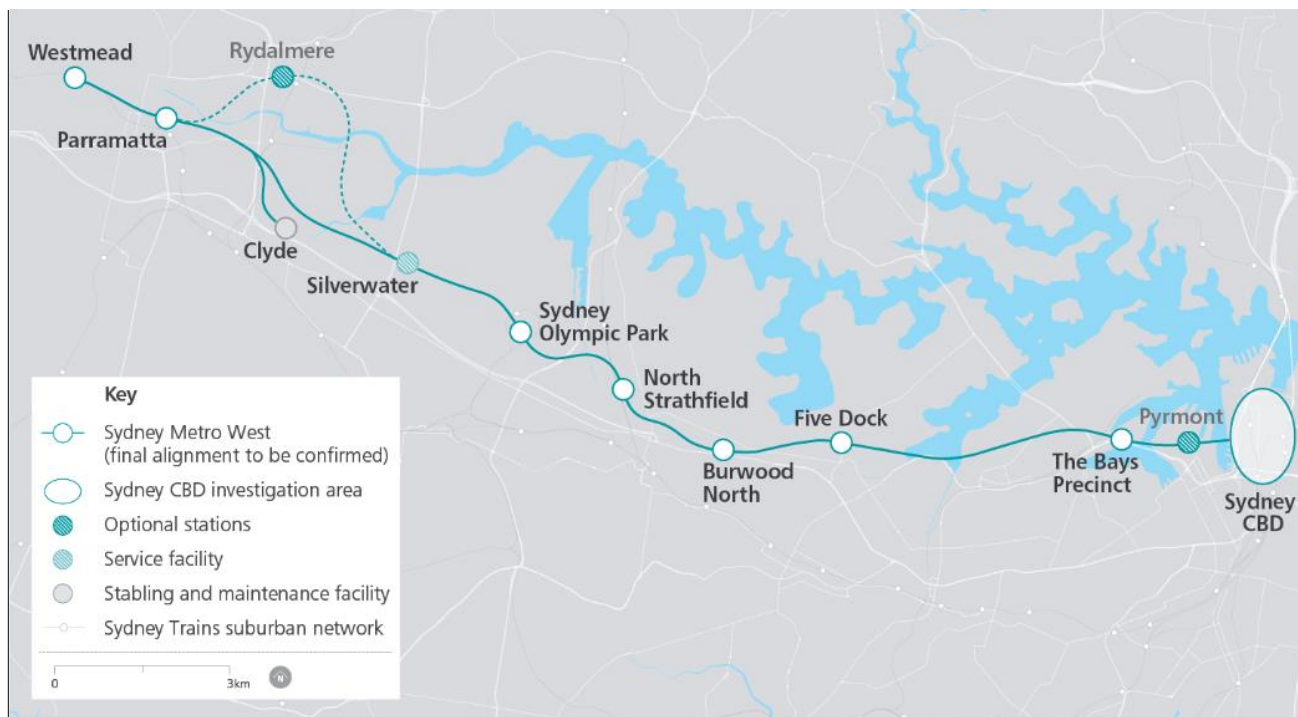 Westmead
Rydalmere
Parramatta
Clyde
Silverwater
Sydney
Olympic Park
North
Strathfield
Five Dock
Burwood
North
Pyrmont
The Bays
Precinct
Sydney
CBD
Key
Sydney Metro West
(final alignment to be confirmed)
Sydney CBD investigation area
Optional stations
Service facility
Stabling and maintenance facility
Sydney Trains suburban network
0
3km
N